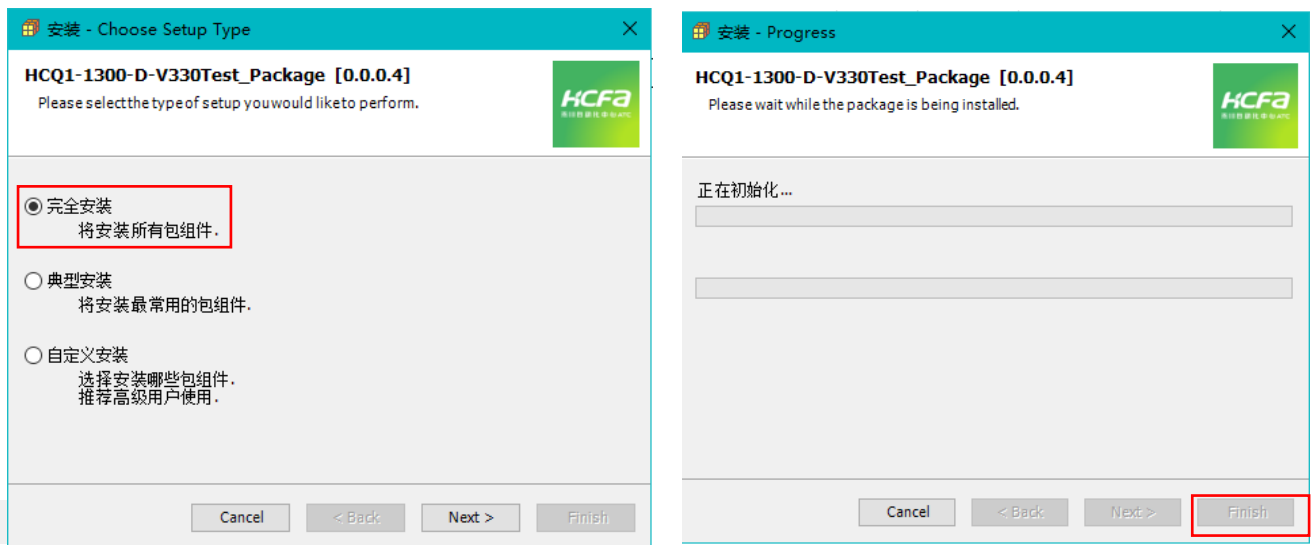 安装 - Choose Setup Type
HCQ1-1300-D-V330Test_Package [0.0.0.4]
Please select the type of setup you would like to perform.
HCFa
完全安装
将安装所有包组件.
典型安装
将安装最常用的包组件.
自定义安装
选择安装哪些包组件.
推荐高级用户使用.
Cancel
< Back
Next >
Finish
安装 - Progress
HCQ1-1300-D-V330Test_Package [0.0.0.4]
Please wait while the package is being installed.
HCFa
正在初始化...
Cancel
< Back
Next >
Finish